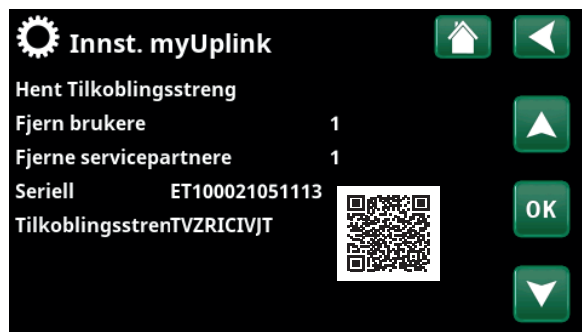 Innst. myUplink
Hent Tilkoblingsstreng
Fjern brukere 1
Fjerne servicepartnere 1
Seriell ET100021051113
OK
TilkoblingsstrenTVZRICIVJT